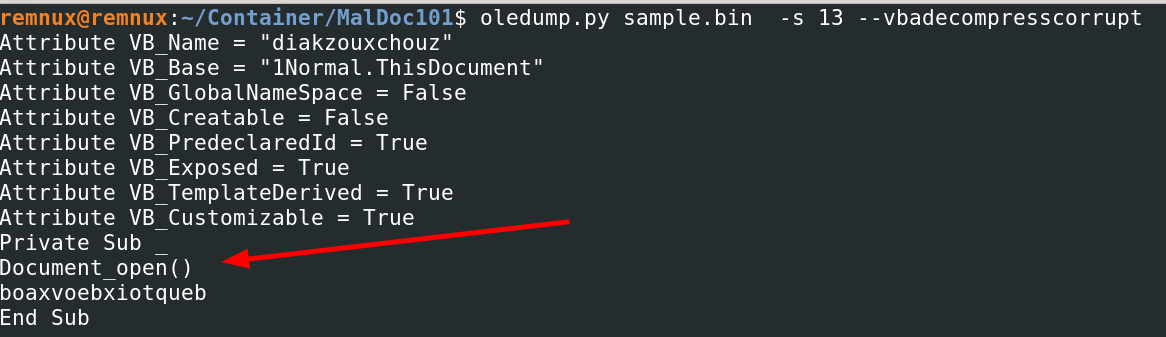 remnux@remnux:~/Container/MalDoc101$ oledump.py sample.bin  -s 13 --vbadecompresscorrupt
Attribute VB_Name = "diakzouxchouz"
Attribute VB_Base = "1Normal.ThisDocument"
Attribute VB_GlobalNameSpace = False
Attribute VB_Creatable = False
Attribute VB_PredeclaredId = True
Attribute VB_Exposed = True
Attribute VB_TemplateDerived = True
Attribute VB_Customizable = True
Private Sub _
Document_open()
boaxvoebxiotqueb
End Sub